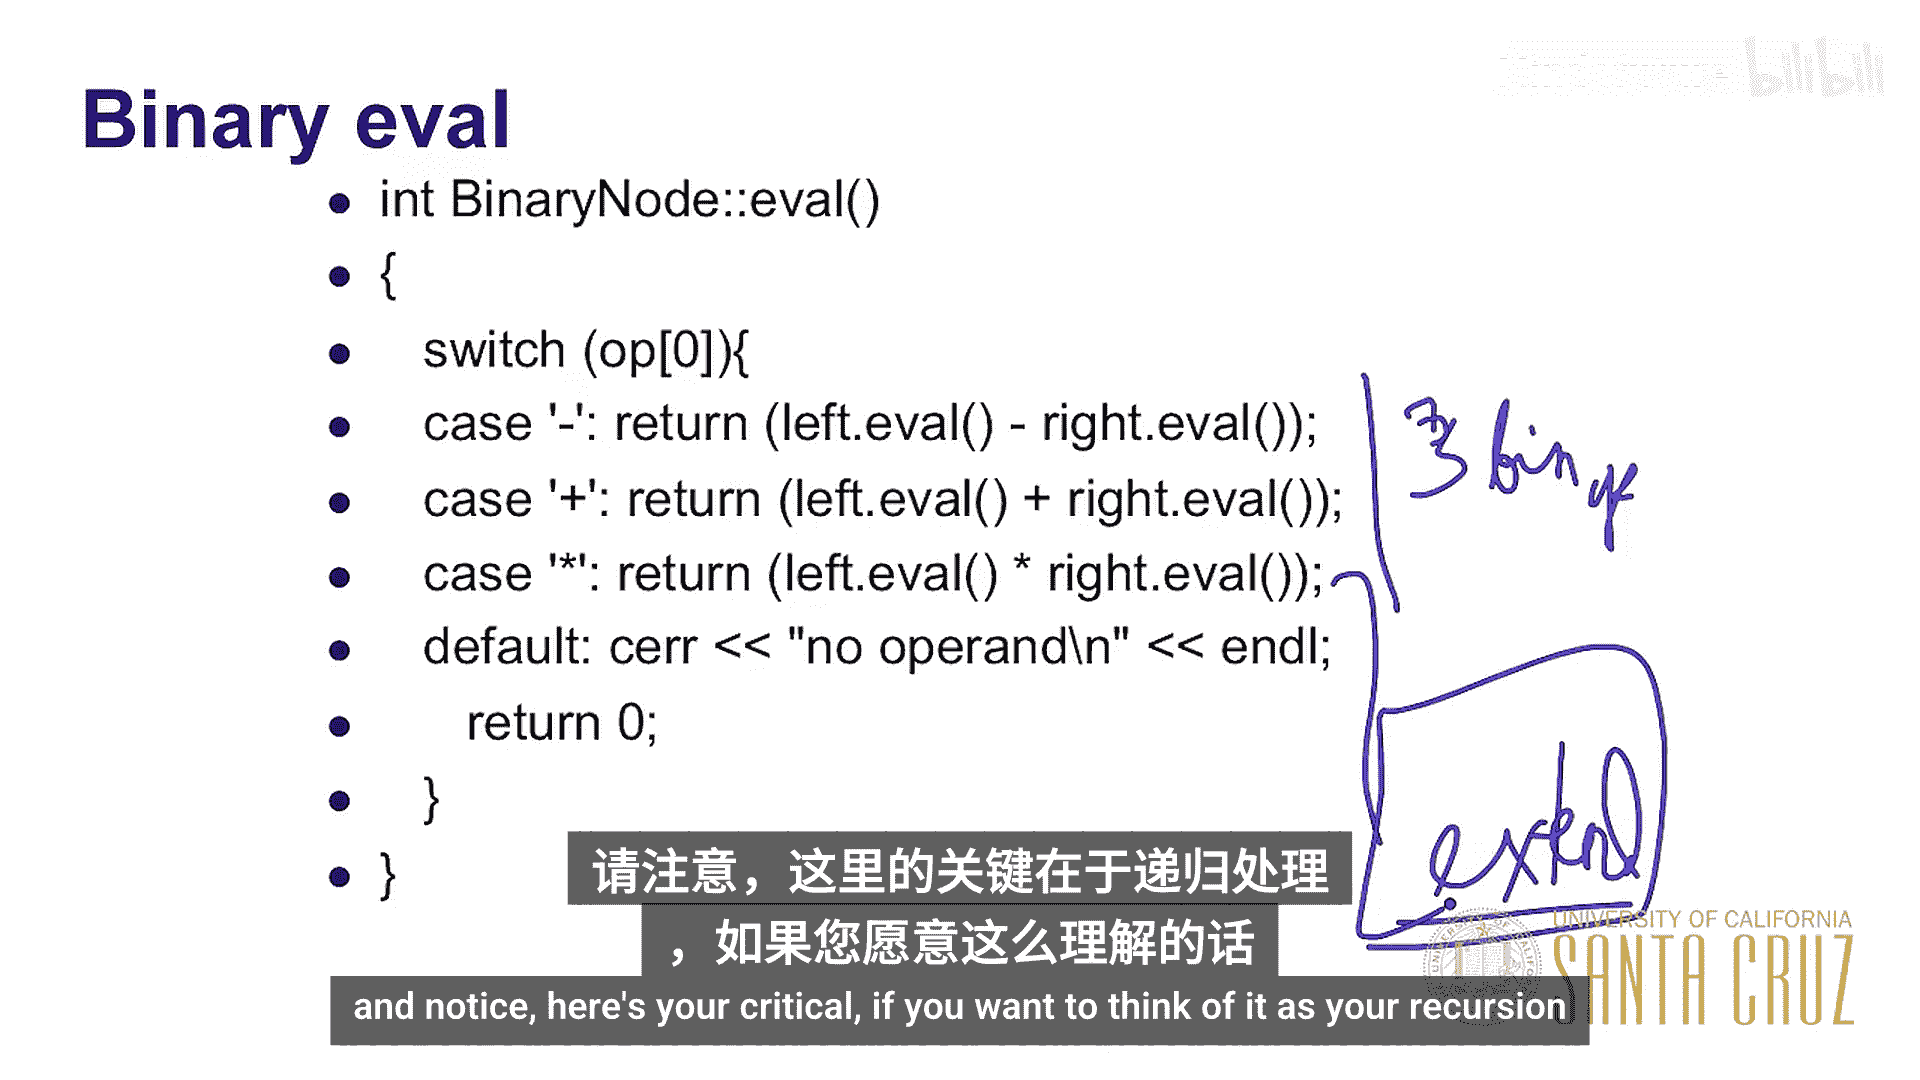 bilibili
Binary eval
int BinaryNode::eval()
{
switch (op[0]){
case '-': return (left.eval() - right.eval());
case '+': return (left.eval() + right.eval());
case '*': return (left.eval() * right.eval());
default: cerr << "no operand\n" << endl;
return 0;
}
}
3 bin
extend
请注意，这里的关键在于递归处理
，如果您愿意这么理解的话
and notice, here's your critical, if you want to think of it as your recursion
UNIVERSITY OF CALIFORNIA
SANTA CRUZ